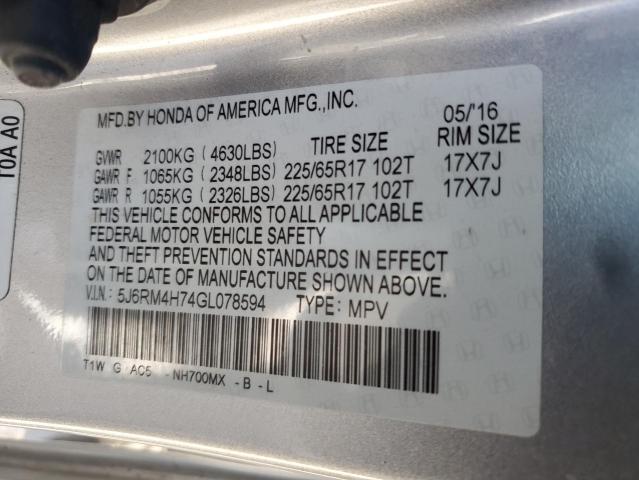 MFD.BY HONDA OF AMERICA MFG.,INC. 05/'16
TIRE SIZE RIM SIZE
GVWR 2100KG (4630LBS)
GAWR F 1065KG (2348LBS) 225/65R17 102T 17X7J
GAWR R 1055KG (2326LBS) 225/65R17 102T 17X7J
THIS VEHICLE CONFORMS TO ALL APPLICABLE
FEDERAL MOTOR VEHICLE SAFETY
AND THEFT PREVENTION STANDARDS IN EFFECT
ON THE DATE OF MANUFACTURE SHOWN ABOVE.
V.I.N.: 5J6RM4H74GL078594 TYPE: MPV
T1W G AC5 -NH700MX -B-L
T0A A0